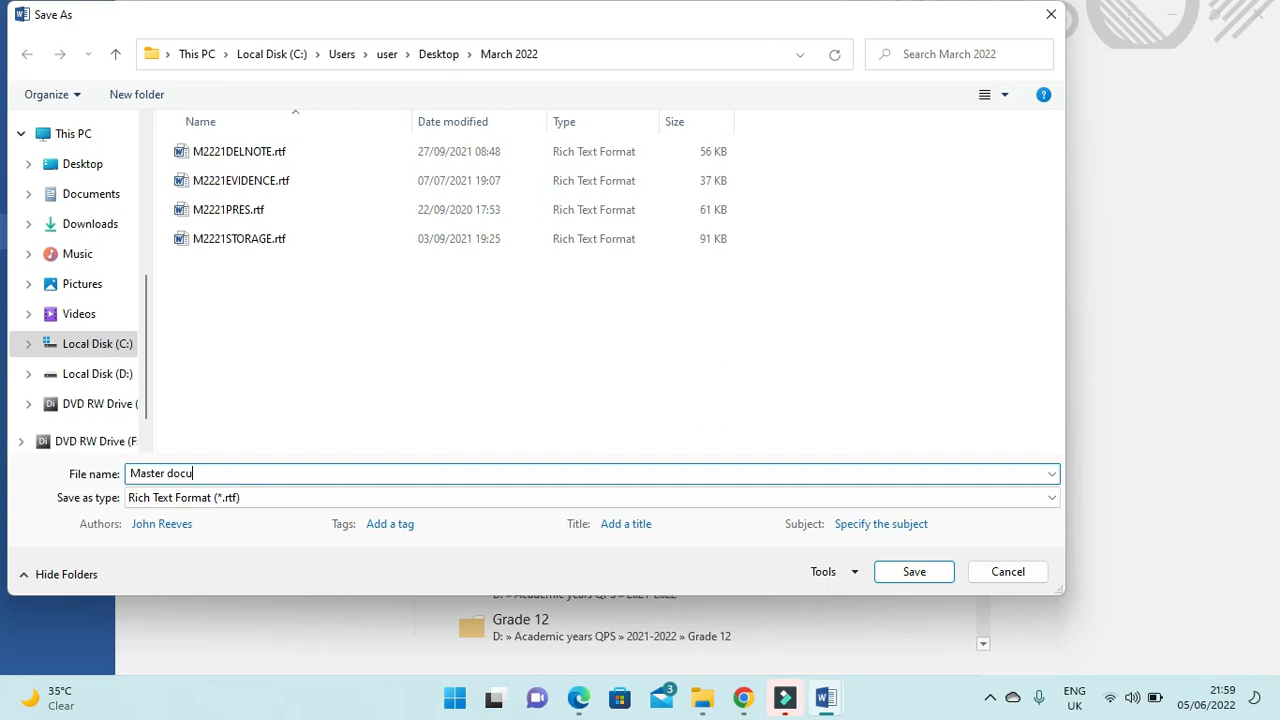 Save As
This PC Local Disk (C:) Users user Desktop March 2022
Search March 2022
Organize New folder
Name Date modified Type Size
This PC
Desktop
Documents
Downloads
Music
Pictures
Videos
Local Disk (C:)
Local Disk (D:)
DVD RW Drive (
DVD RW Drive (F
M2221DELNOTE.rtf 27/09/2021 08:48 Rich Text Format 56 KB
M2221EVIDENCE.rtf 07/07/2021 19:07 Rich Text Format 37 KB
M2221PRES.rtf 22/09/2020 17:53 Rich Text Format 61 KB
M2221STORAGE.rtf 03/09/2021 19:25 Rich Text Format 91 KB
File name: Master docu
Save as type: Rich Text Format (*.rtf)
Authors: John Reeves Tags: Add a tag Title: Add a title Subject: Specify the subject
Hide Folders Tools Save Cancel
D: » Academic years QPS » 2021-2022
Grade 12
D: » Academic years QPS » 2021-2022 » Grade 12
35°C
Clear
3
ENG
UK
21:59
05/06/2022